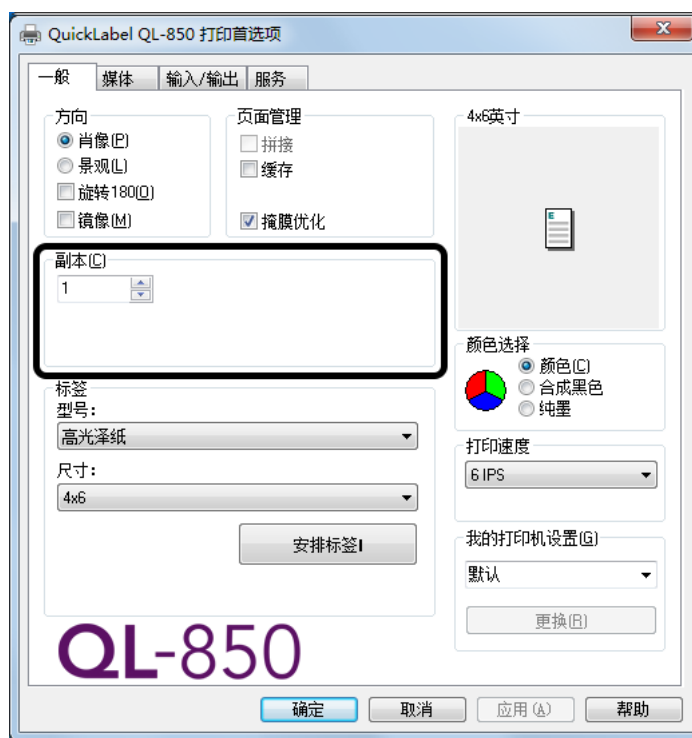 QuickLabel QL-850 打印首选项
一般 媒体 输入/输出 服务
方向
肖像(P)
景观(L)
旋转180(O)
镜像(M)
页面管理
拼接
缓存
掩膜优化
4x6英寸
E
副本(C)
1
颜色选择
颜色(C)
合成黑色
纯墨
标签
型号:
高光泽纸
尺寸:
4x6
安排标签I
打印速度
6 IPS
我的打印机设置(G)
默认
更换(R)
QL-850
确定 取消 应用(A) 帮助